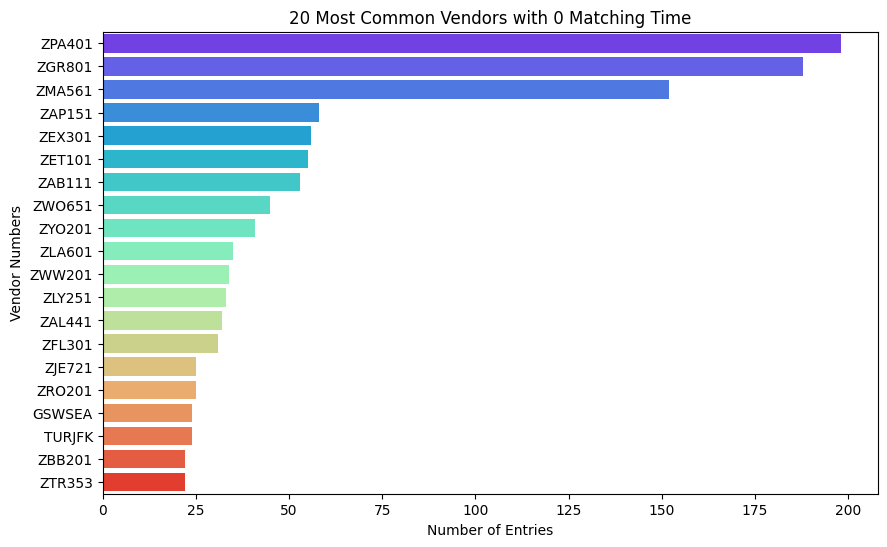 20 Most Common Vendors with 0 Matching Time
ZPA401
ZGR801
ZMA561
ZAP151
ZEX301
ZET101
ZAB111
ZWO651
ZYO201
ZLA601
ZWW201
ZLY251
ZAL441
ZFL301
ZJE721
ZRO201
GSWSEA
TURJFK
ZBB201
ZTR353
Vendor Numbers
0 25 50 75 100 125 150 175 200
Number of Entries